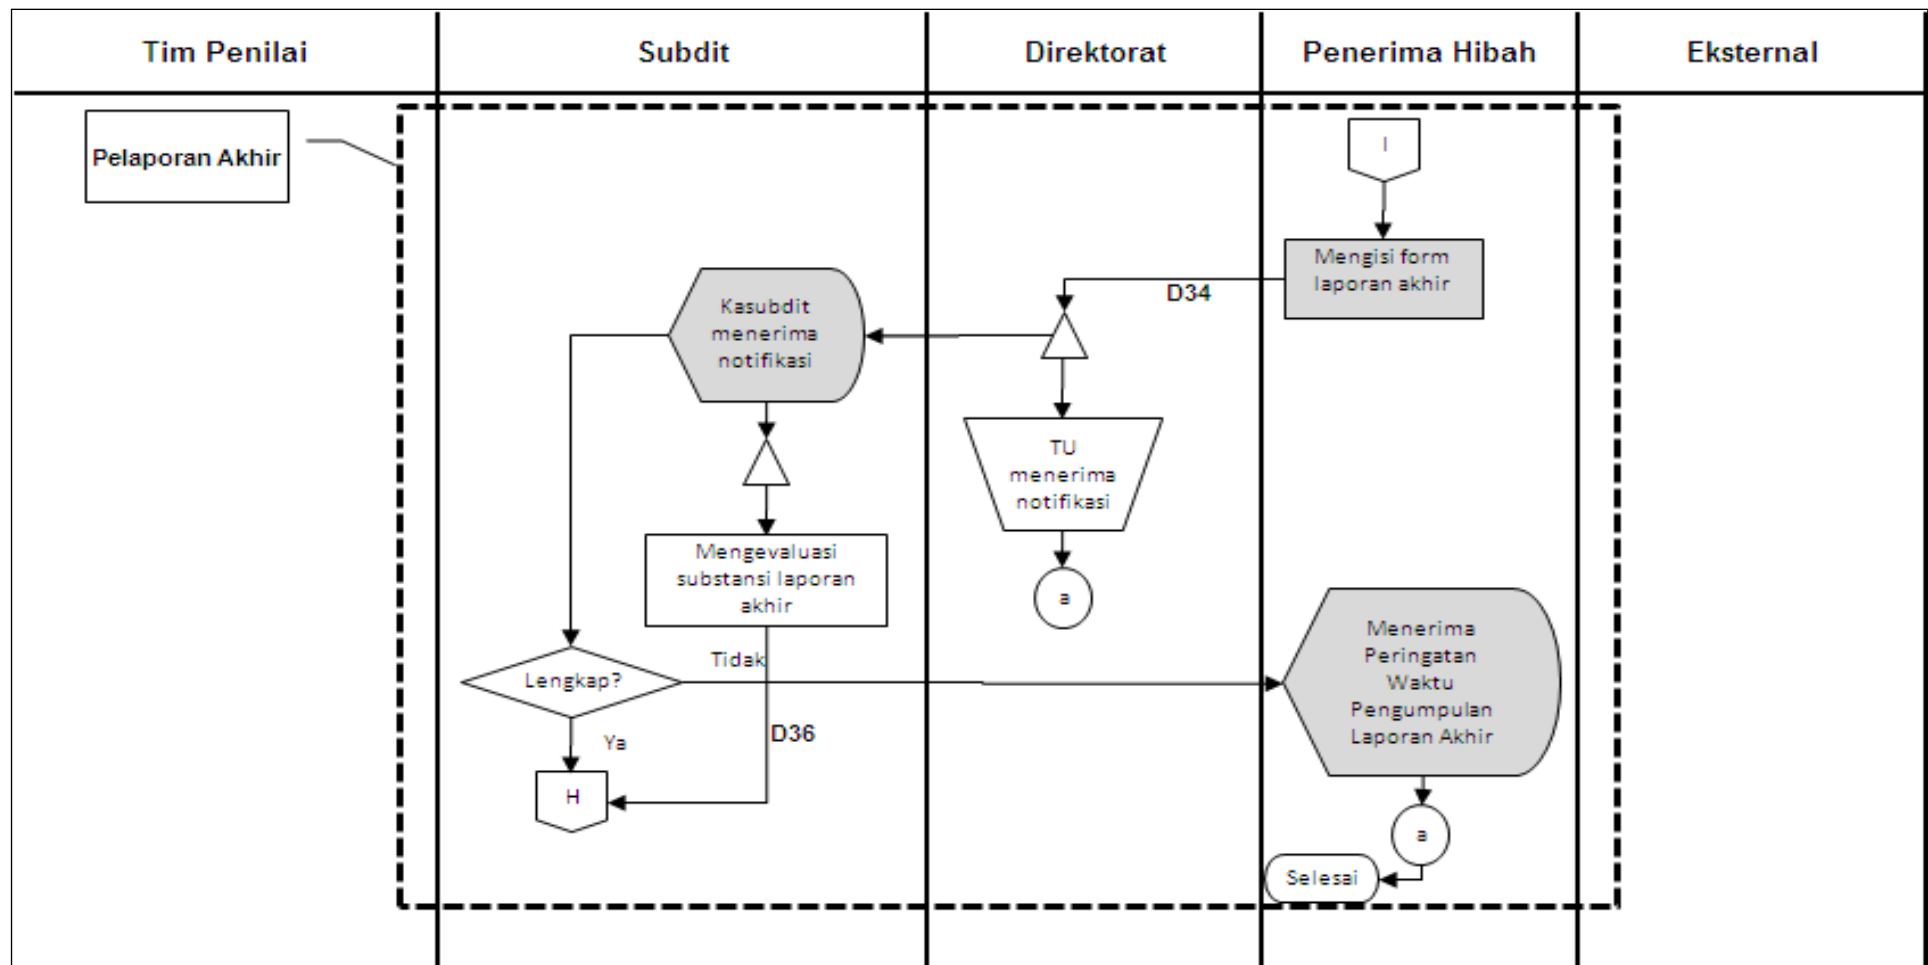 Tim Penilai
Subdit
Direktorat
Penerima Hibah
Eksternal
Pelaporan Akhir
I
Mengisi form
laporan akhir
D34
Kasubdit
menerima
notifikasi
TU
menerima
notifikasi
a
Mengevaluasi
substansi laporan
akhir
Tidak
Lengkap?
Ya
D36
H
Menerima
Peringatan
Waktu
Pengumpulan
Laporan Akhir
a
Selesai